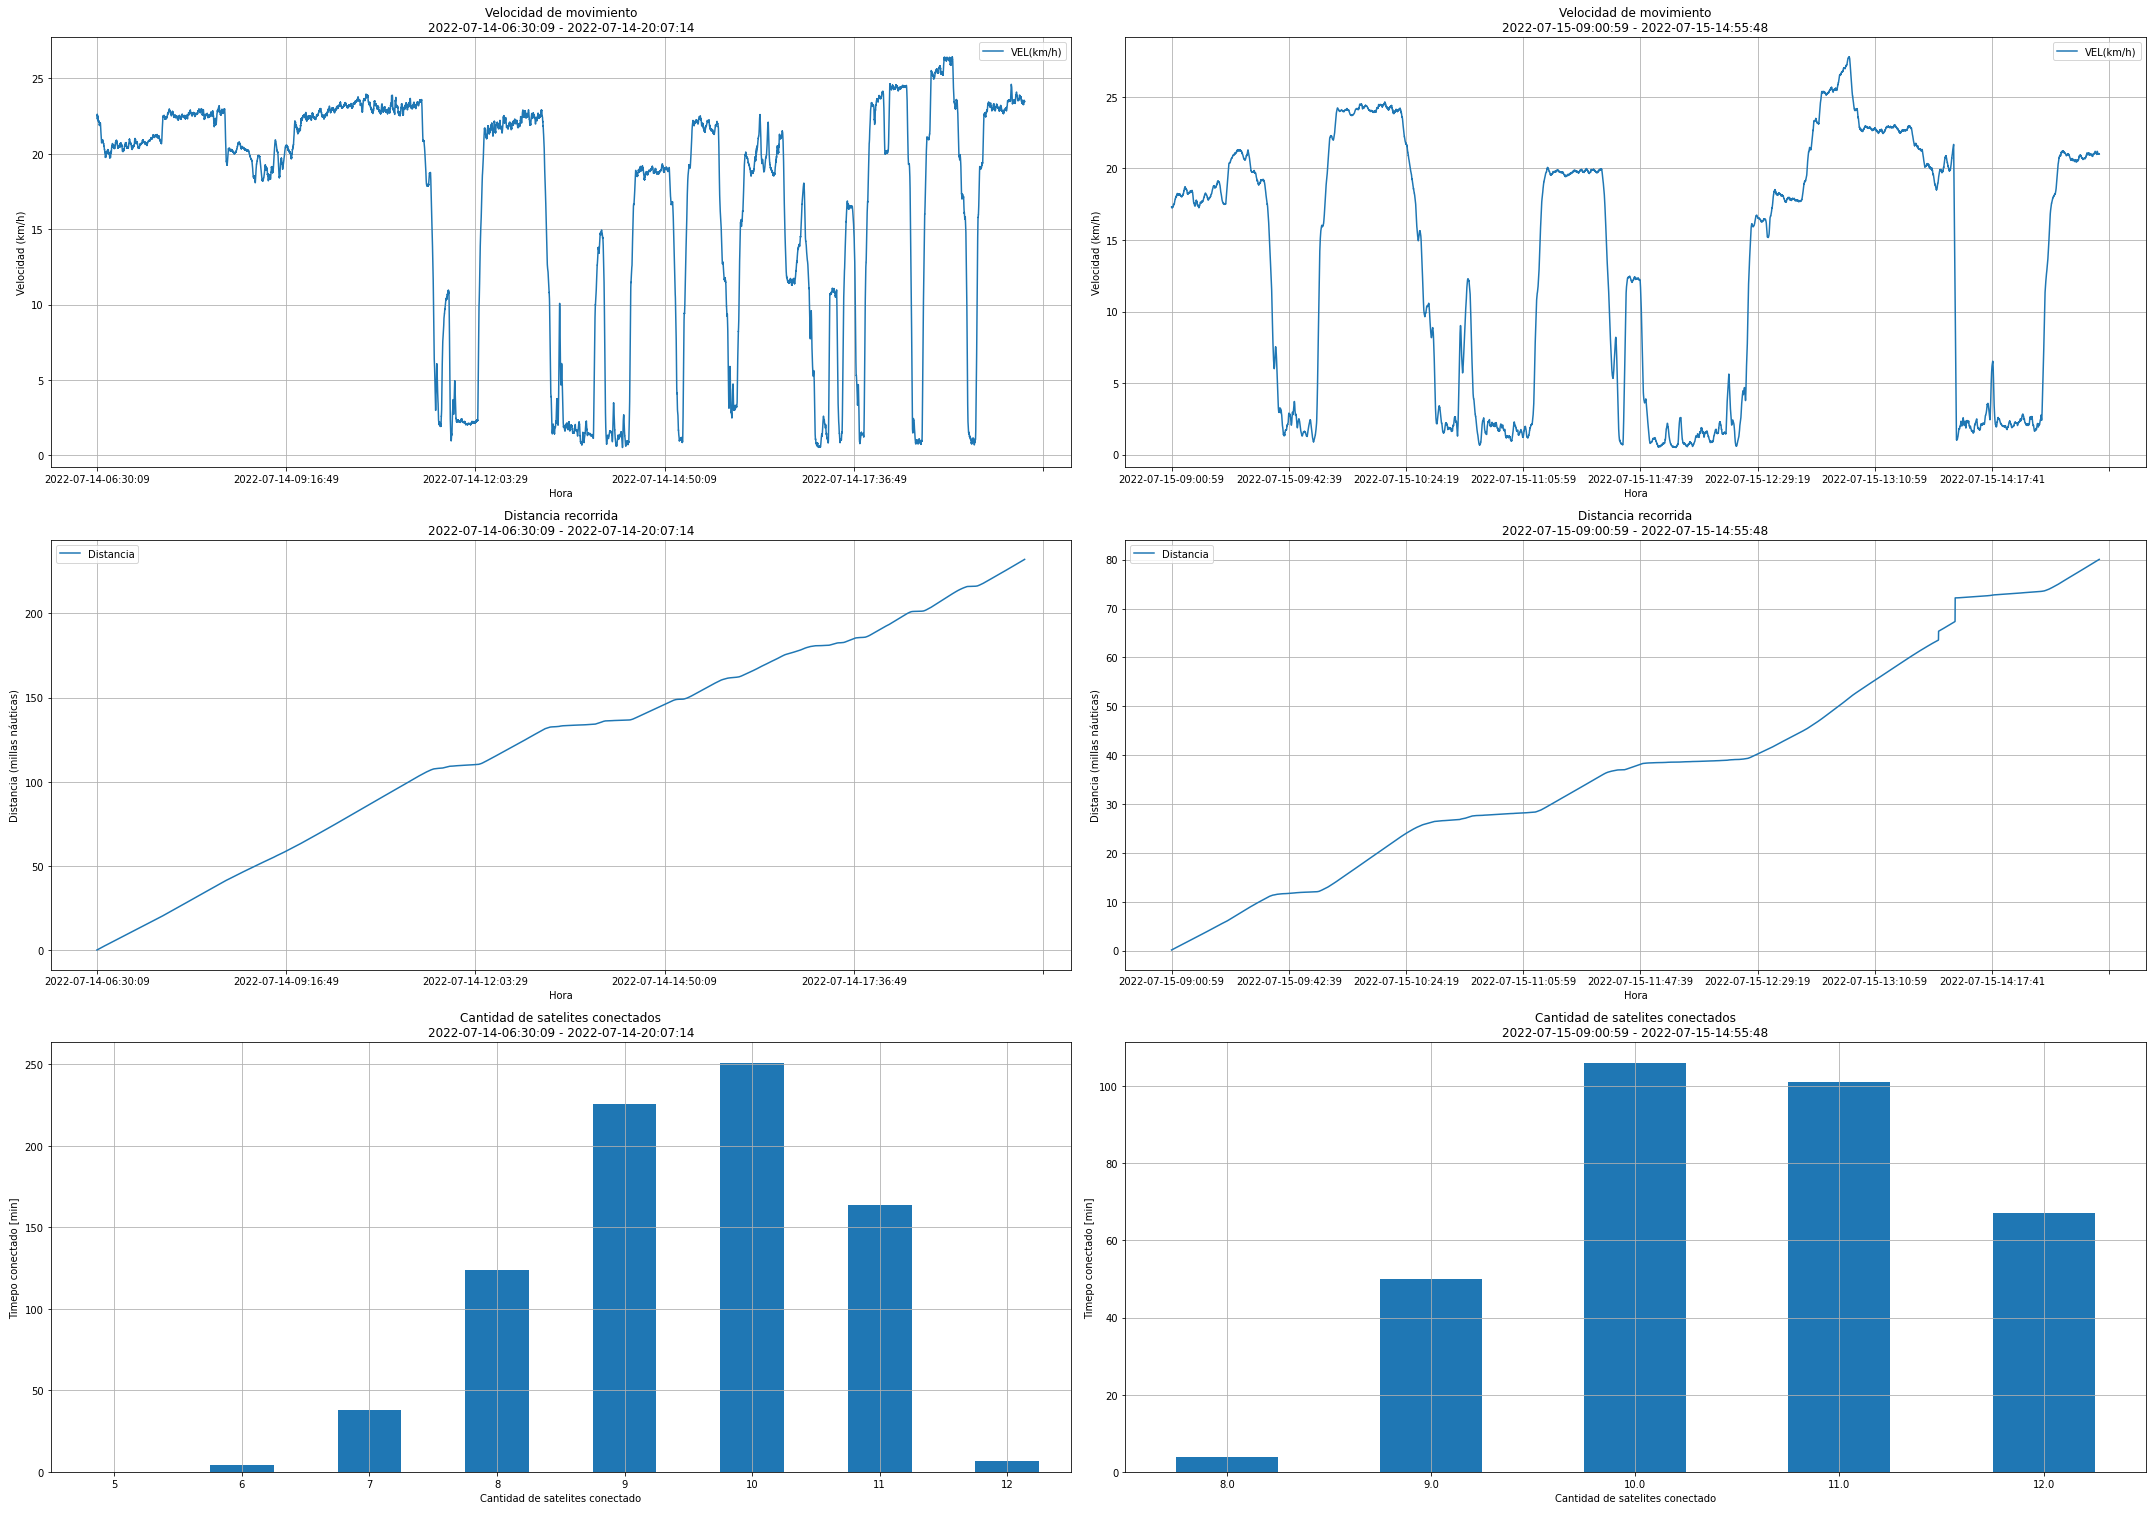 Velocidad de movimiento
2022-07-14-06:30:09 - 2022-07-14-20:07:14
VEL(km/h)
Velocidad (km/h)
25
20
15
10
5
0
2022-07-14-06:30:09 2022-07-14-09:16:49 2022-07-14-12:03:29 2022-07-14-14:50:09 2022-07-14-17:36:49
Hora
Velocidad de movimiento
2022-07-15-09:00:59 - 2022-07-15-14:55:48
VEL(km/h)
Velocidad (km/h)
25
20
15
10
5
0
2022-07-15-09:00:59 2022-07-15-09:42:39 2022-07-15-10:24:19 2022-07-15-11:05:59 2022-07-15-11:47:39 2022-07-15-12:29:19 2022-07-15-13:10:59 2022-07-15-14:17:41
Hora
Distancia recorrida
2022-07-14-06:30:09 - 2022-07-14-20:07:14
Distancia
Distancia (millas náuticas)
200
150
100
50
0
2022-07-14-06:30:09 2022-07-14-09:16:49 2022-07-14-12:03:29 2022-07-14-14:50:09 2022-07-14-17:36:49
Hora
Distancia recorrida
2022-07-15-09:00:59 - 2022-07-15-14:55:48
Distancia
Distancia (millas náuticas)
80
70
60
50
40
30
20
10
0
2022-07-15-09:00:59 2022-07-15-09:42:39 2022-07-15-10:24:19 2022-07-15-11:05:59 2022-07-15-11:47:39 2022-07-15-12:29:19 2022-07-15-13:10:59 2022-07-15-14:17:41
Hora
Cantidad de satelites conectados
2022-07-14-06:30:09 - 2022-07-14-20:07:14
Timepo conectado [min]
250
200
150
100
50
0
5 6 7 8 9 10 11 12
Cantidad de satelites conectado
Cantidad de satelites conectados
2022-07-15-09:00:59 - 2022-07-15-14:55:48
Timepo conectado [min]
100
80
60
40
20
0
8.0 9.0 10.0 11.0 12.0
Cantidad de satelites conectado